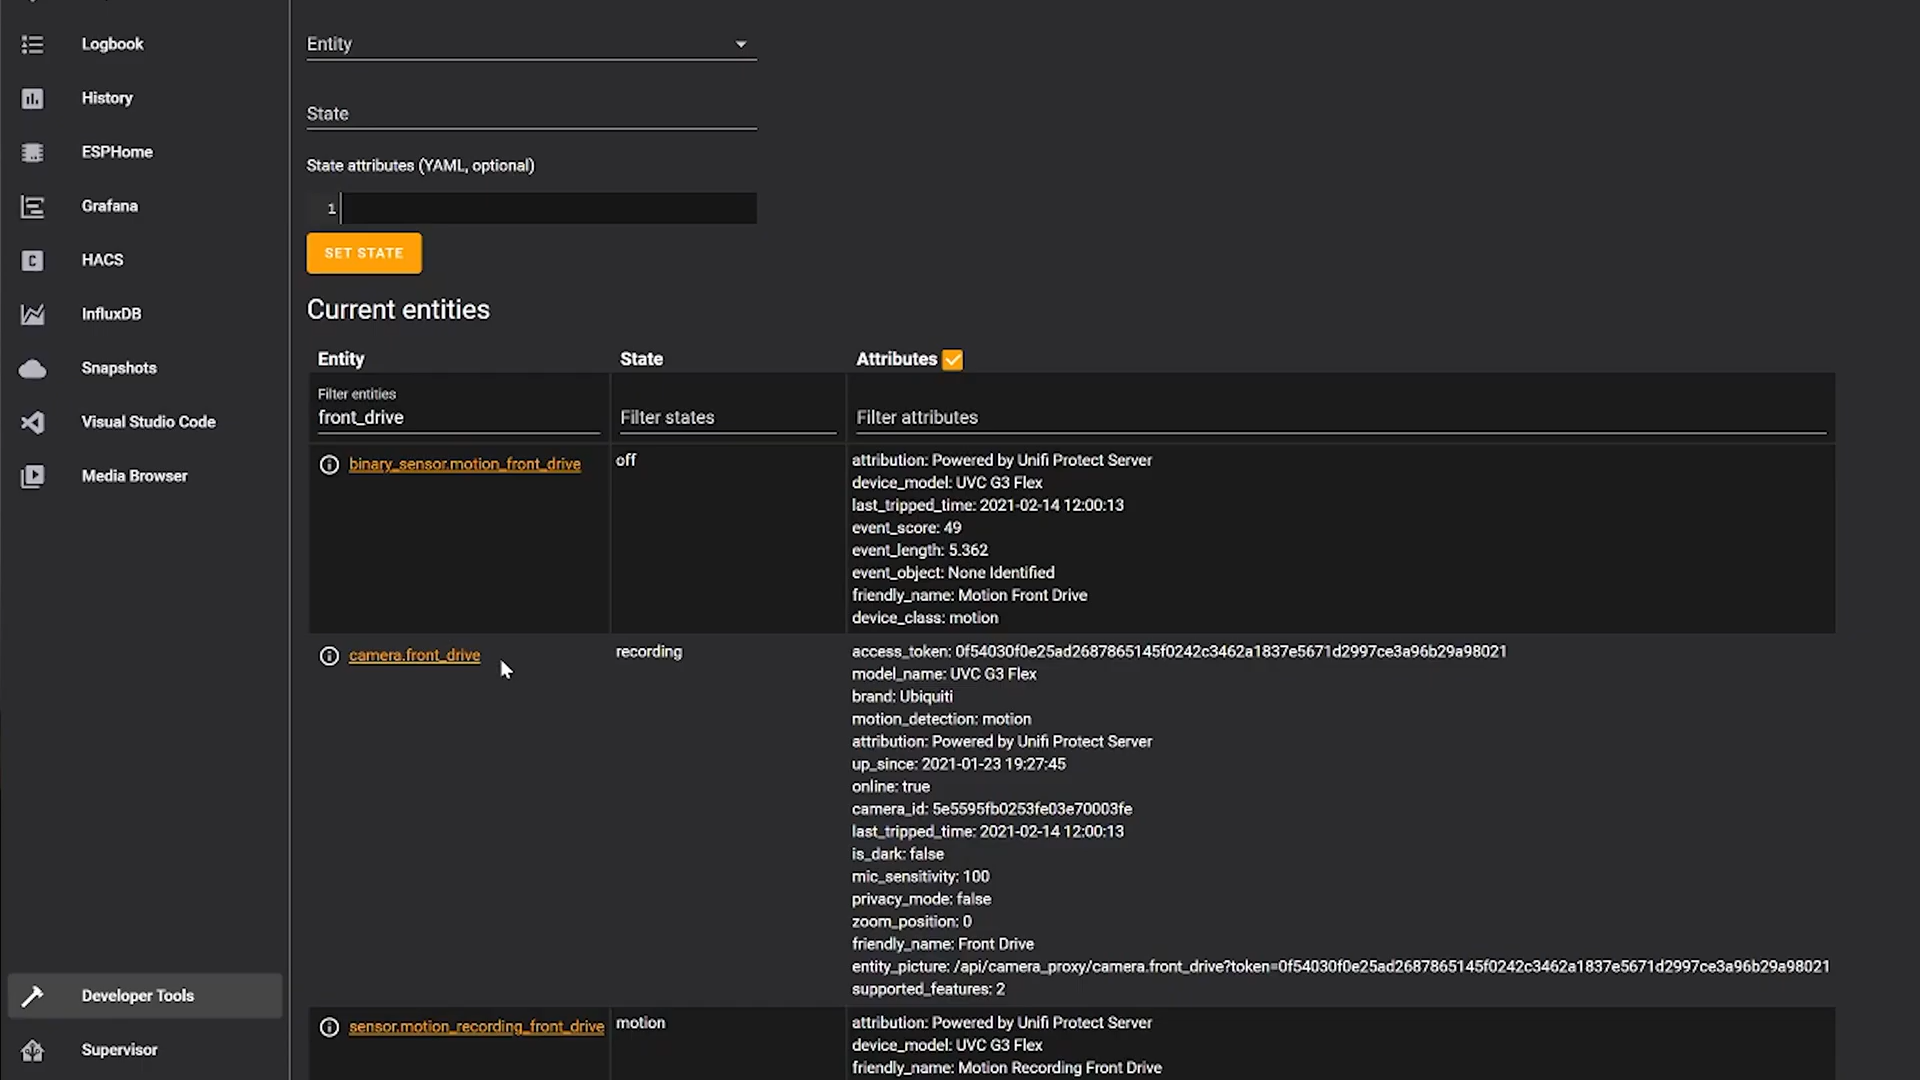 Logbook
History
ESPHome
Grafana
HACS
InfluxDB
Snapshots
Visual Studio Code
Media Browser
Developer Tools
Supervisor
Entity
State
State attributes (YAML, optional)
1
SET STATE
Current entities
Entity State Attributes
Filter entities
front_drive Filter states Filter attributes
binary_sensor.motion_front_drive off
attribution: Powered by Unifi Protect Server
device_model: UVC G3 Flex
last_tripped_time: 2021-02-14 12:00:13
event_score: 49
event_length: 5.362
event_object: None Identified
friendly_name: Motion Front Drive
device_class: motion
camera.front_drive recording
access_token: 0f54030f0e25ad2687865145f0242c3462a1837e5671d2997ce3a96b29a98021
model_name: UVC G3 Flex
brand: Ubiquiti
motion_detection: motion
attribution: Powered by Unifi Protect Server
up_since: 2021-01-23 19:27:45
online: true
camera_id: 5e5595fb0253fe03e70003fe
last_tripped_time: 2021-02-14 12:00:13
is_dark: false
mic_sensitivity: 100
privacy_mode: false
zoom_position: 0
friendly_name: Front Drive
entity_picture: /api/camera_proxy/camera.front_drive?token=0f54030f0e25ad2687865145f0242c3462a1837e5671d2997ce3a96b29a98021
supported_features: 2
sensor.motion_recording_front_drive motion
attribution: Powered by Unifi Protect Server
device_model: UVC G3 Flex
friendly_name: Motion Recording Front Drive